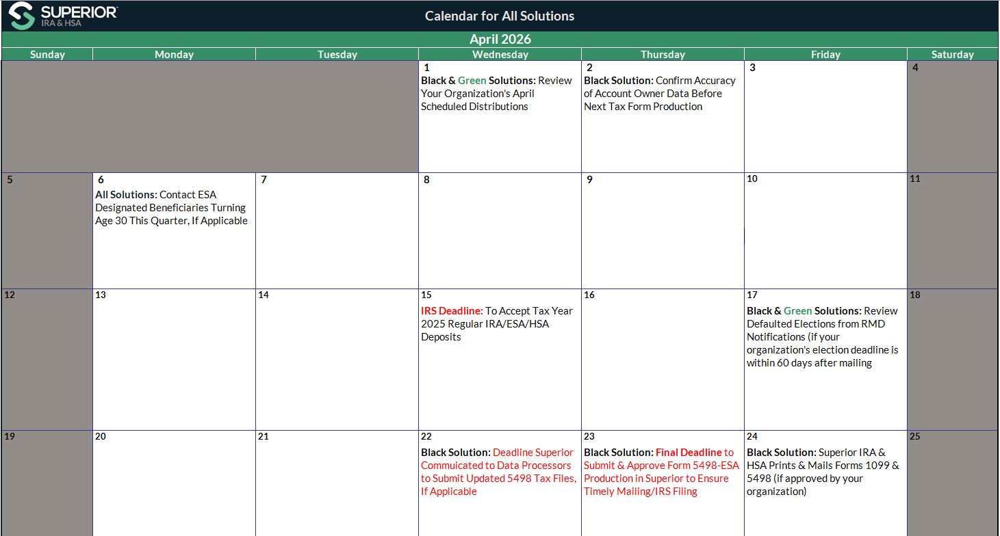 SUPERIOR
IRA & HSA
Calendar for All Solutions
April 2026
Sunday
Monday
Tuesday
Wednesday
Thursday
Friday
Saturday
1
Black & Green Solutions: Review
Your Organization's April
Scheduled Distributions
2
Black Solution: Confirm Accuracy
of Account Owner Data Before
Next Tax Form Production
3
4
5
6
All Solutions: Contact ESA
Designated Beneficiaries Turning
Age 30 This Quarter, If Applicable
7
8
9
10
11
12
13
14
15
IRS Deadline: To Accept Tax Year
2025 Regular IRA/ESA/HSA
Deposits
16
17
Black & Green Solutions: Review
Defaulted Elections from RMD
Notifications (if your
organization's election deadline is
within 60 days after mailing
18
19
20
21
22
Black Solution: Deadline Superior
Commuicated to Data Processors
to Submit Updated 5498 Tax Files,
If Applicable
23
Black Solution: Final Deadline to
Submit & Approve Form 5498-ESA
Production in Superior to Ensure
Timely Mailing/IRS Filing
24
Black Solution: Superior IRA &
HSA Prints & Mails Forms 1099 &
5498 (if approved by your
organization)
25